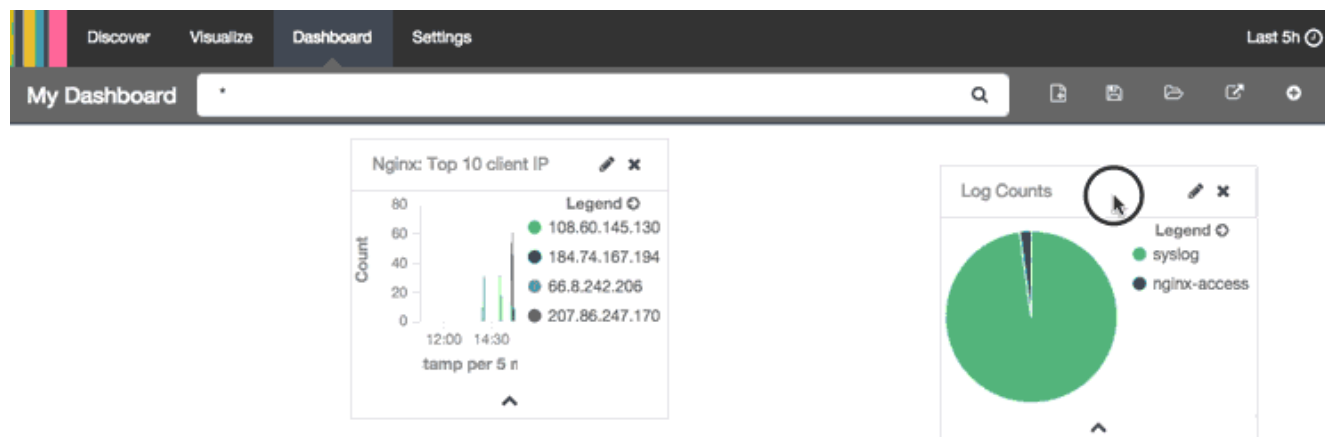 Discover Visualize Dashboard Settings Last 5h
My Dashboard *
Nginx: Top 10 client IP
Legend
80
60
40
20
0
Count
108.60.145.130
184.74.167.194
66.8.242.206
207.86.247.170
12:00 14:30
tamp per 5 n
Log Counts
Legend
syslog
nginx-access